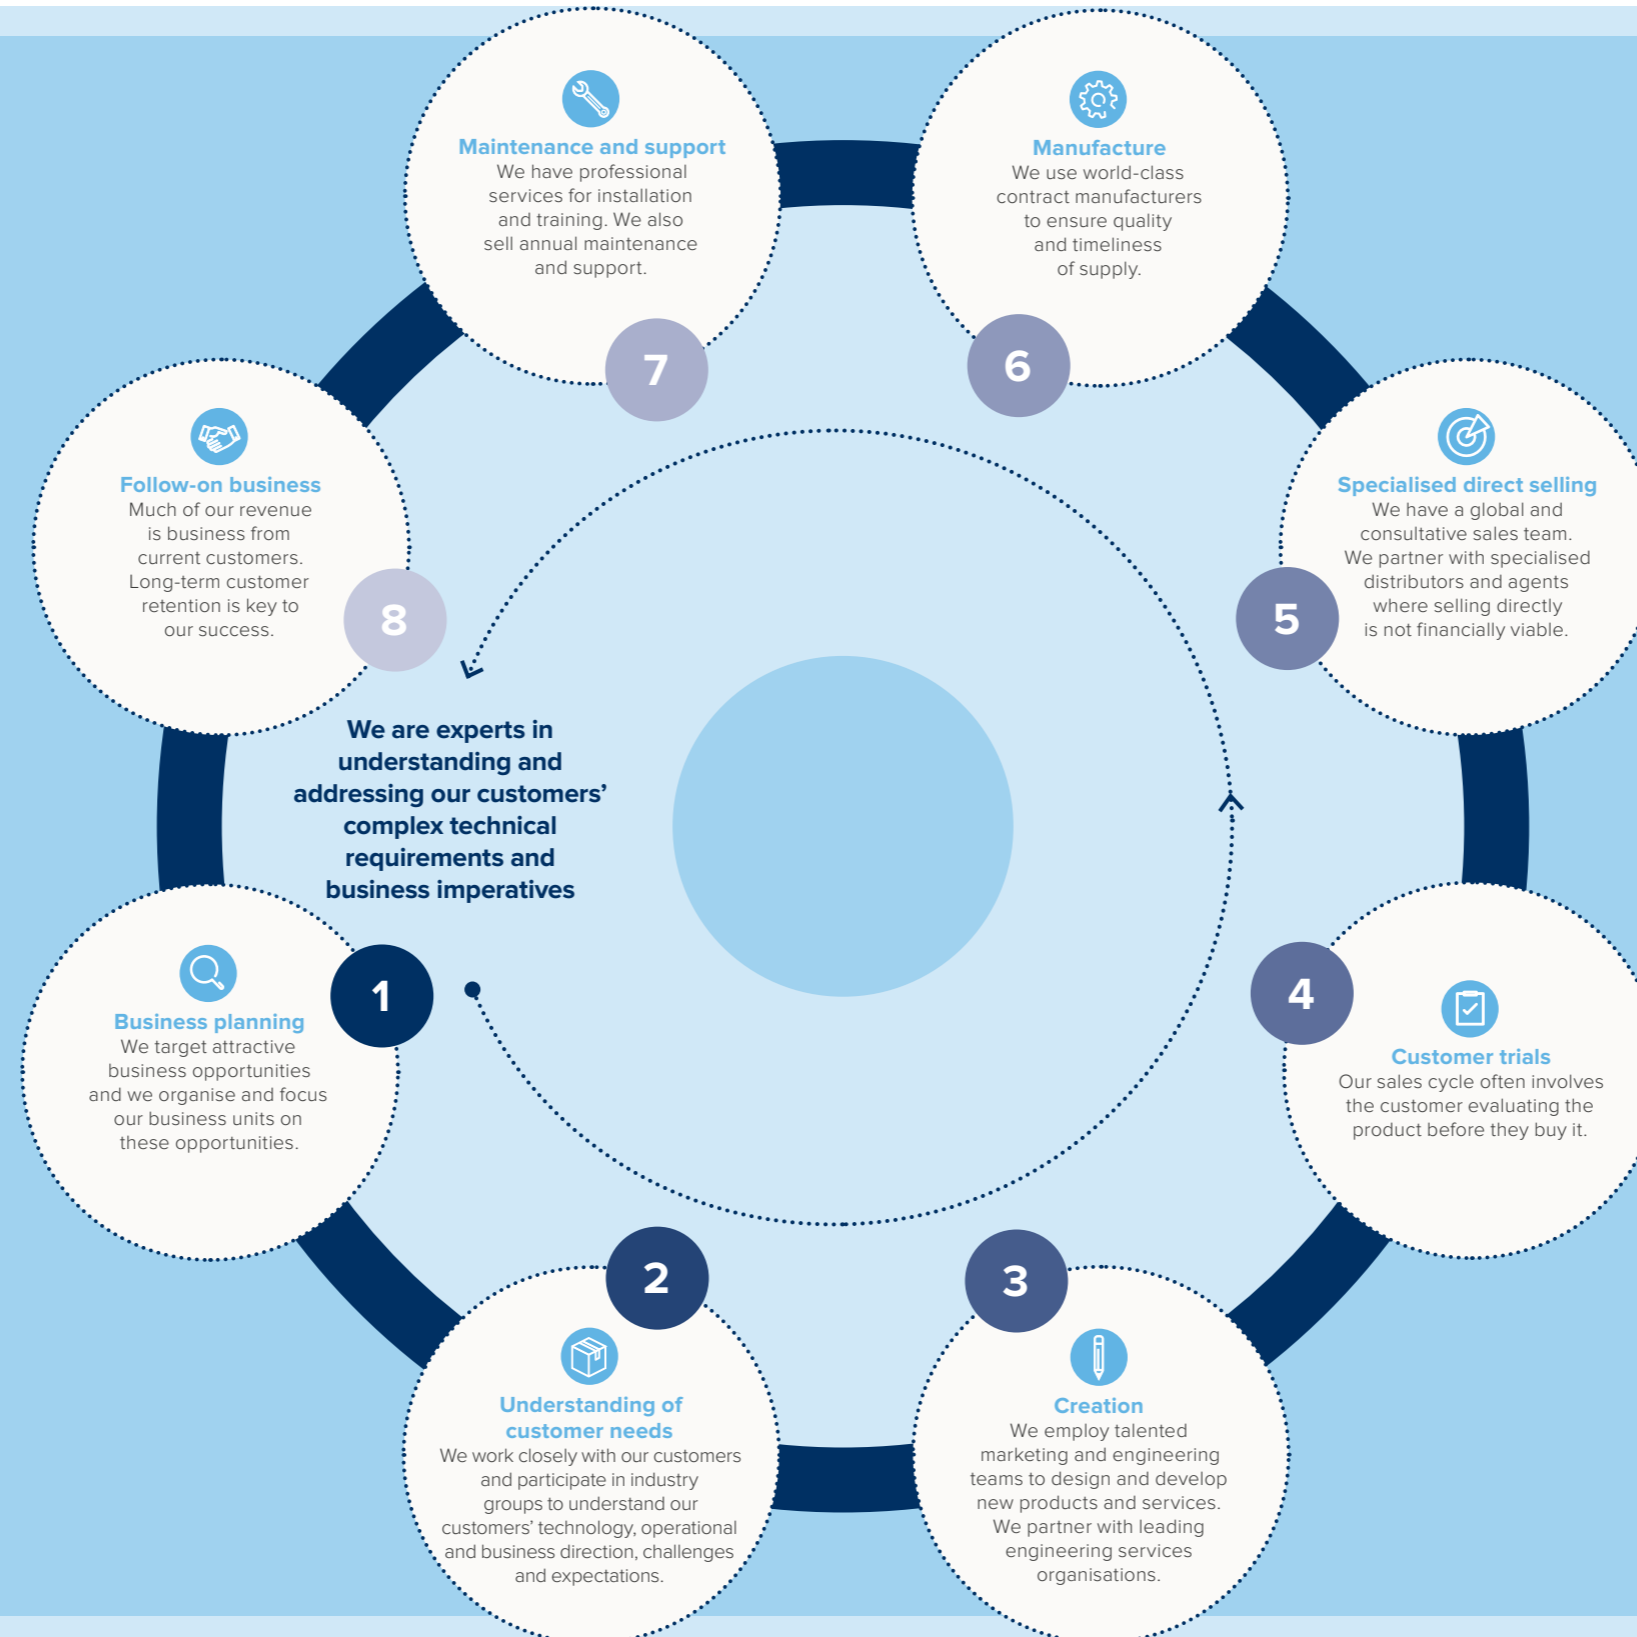 Maintenance and support
We have professional
services for installation
and training. We also
sell annual maintenance
and support.
7
Manufacture
We use world-class
contract manufacturers
to ensure quality
and timeliness
of supply.
6
Follow-on business
Much of our revenue
is business from
current customers.
Long-term customer
retention is key to
our success.
8
Specialised direct selling
We have a global and
consultative sales team.
We partner with specialised
distributors and agents
where selling directly
is not financially viable.
5
We are experts in
understanding and
addressing our customers’
complex technical
requirements and
business imperatives
1
Business planning
We target attractive
business opportunities
and we organise and focus
our business units on
these opportunities.
4
Customer trials
Our sales cycle often involves
the customer evaluating the
product before they buy it.
2
Understanding of
customer needs
We work closely with our customers
and participate in industry
groups to understand our
customers’ technology, operational
and business direction, challenges
and expectations.
3
Creation
We employ talented
marketing and engineering
teams to design and develop
new products and services.
We partner with leading
engineering services
organisations.